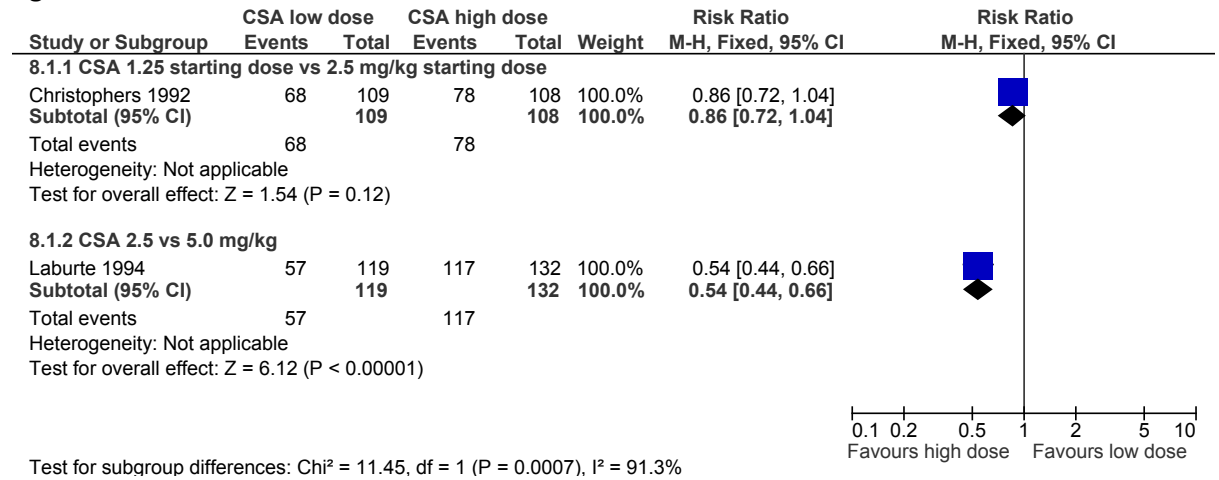 CSA low dose CSA high dose Risk Ratio Risk Ratio
Study or Subgroup Events Total Events Total Weight M-H, Fixed, 95% CI M-H, Fixed, 95% CI
8.1.1 CSA 1.25 starting dose vs 2.5 mg/kg starting dose
Christophers 1992 68 109 78 108 100.0% 0.86 [0.72, 1.04]
Subtotal (95% CI) 109 108 100.0% 0.86 [0.72, 1.04]
Total events 68 78
Heterogeneity: Not applicable
Test for overall effect: Z = 1.54 (P = 0.12)
8.1.2 CSA 2.5 vs 5.0 mg/kg
Laburte 1994 57 119 117 132 100.0% 0.54 [0.44, 0.66]
Subtotal (95% CI) 119 132 100.0% 0.54 [0.44, 0.66]
Total events 57 117
Heterogeneity: Not applicable
Test for overall effect: Z = 6.12 (P < 0.00001)
0.1 0.2 0.5 1 2 5 10
Favours high dose Favours low dose
Test for subgroup differences: Chi² = 11.45, df = 1 (P = 0.0007), I² = 91.3%